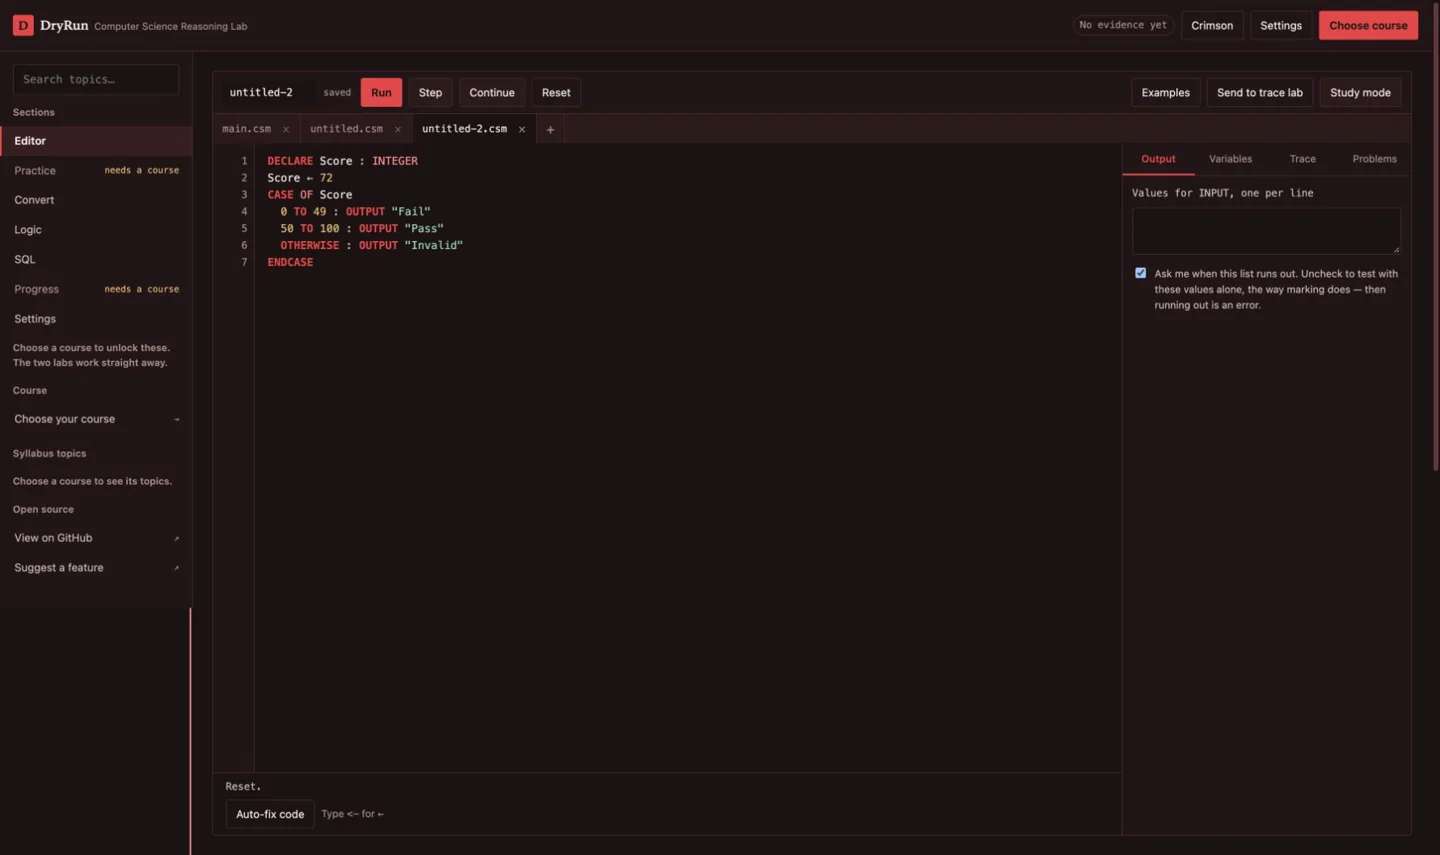 D DryRun Computer Science Reasoning Lab
No evidence yet
Crimson
Settings
Choose course
Search topics…
Sections
Editor
Practice needs a course
Convert
Logic
SQL
Progress needs a course
Settings
Choose a course to unlock these.
The two labs work straight away.
Course
Choose your course →
Syllabus topics
Choose a course to see its topics.
Open source
View on GitHub ↗
Suggest a feature ↗
untitled-2 saved Run Step Continue Reset
Examples Send to trace lab Study mode
main.csm × untitled.csm × untitled-2.csm × +
1 DECLARE Score : INTEGER
2 Score ← 72
3 CASE OF Score
4 0 TO 49 : OUTPUT "Fail"
5 50 TO 100 : OUTPUT "Pass"
6 OTHERWISE : OUTPUT "Invalid"
7 ENDCASE
Reset.
Auto-fix code Type <- for ←
Output Variables Trace Problems
Values for INPUT, one per line
Ask me when this list runs out. Uncheck to test with
these values alone, the way marking does — then
running out is an error.